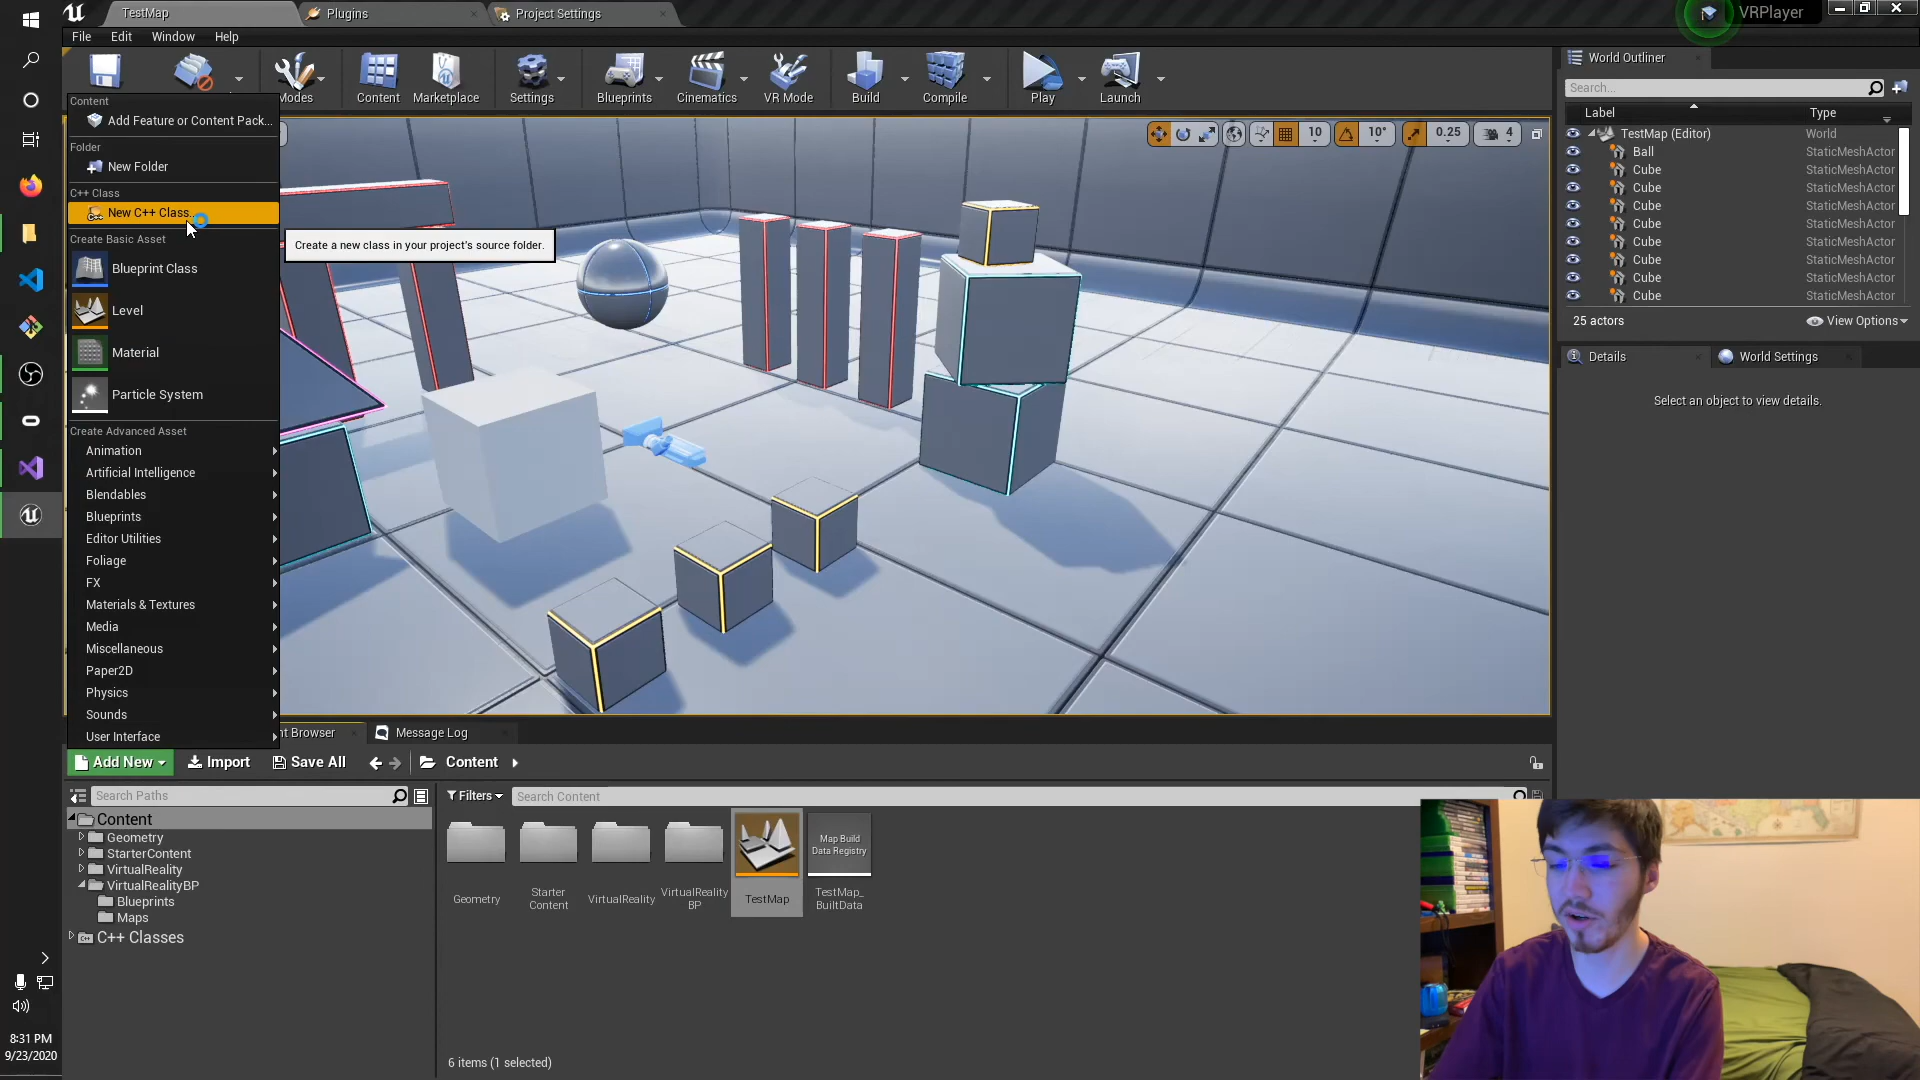 TestMap
Plugins
Project Settings
VRPlayer
File Edit Window Help
Modes
Content
Marketplace
Settings
Blueprints
Cinematics
VR Mode
Build
Compile
Play
Launch
World Outliner
Search...
Label Type
TestMap (Editor) World
Ball StaticMeshActor
Cube StaticMeshActor
Cube StaticMeshActor
Cube StaticMeshActor
Cube StaticMeshActor
Cube StaticMeshActor
Cube StaticMeshActor
Cube StaticMeshActor
Cube StaticMeshActor
25 actors View Options
Details
World Settings
Select an object to view details.
10
10°
0.25
4
Content
Add Feature or Content Pack...
Folder
New Folder
C++ Class
New C++ Class...
Create a new class in your project's source folder.
Create Basic Asset
Blueprint Class
Level
Material
Particle System
Create Advanced Asset
Animation
Artificial Intelligence
Blendables
Blueprints
Editor Utilities
Foliage
FX
Materials & Textures
Media
Miscellaneous
Paper2D
Physics
Sounds
User Interface
nt Browser
Message Log
Add New
Import
Save All
Content
Search Paths
Filters
Search Content
Content
Geometry
StarterContent
VirtualReality
VirtualRealityBP
Blueprints
Maps
C++ Classes
Geometry
Starter
Content
VirtualReality
VirtualReality
BP
TestMap
Map Build
Data Registry
TestMap_
BuiltData
6 items (1 selected)
8:31 PM
9/23/2020